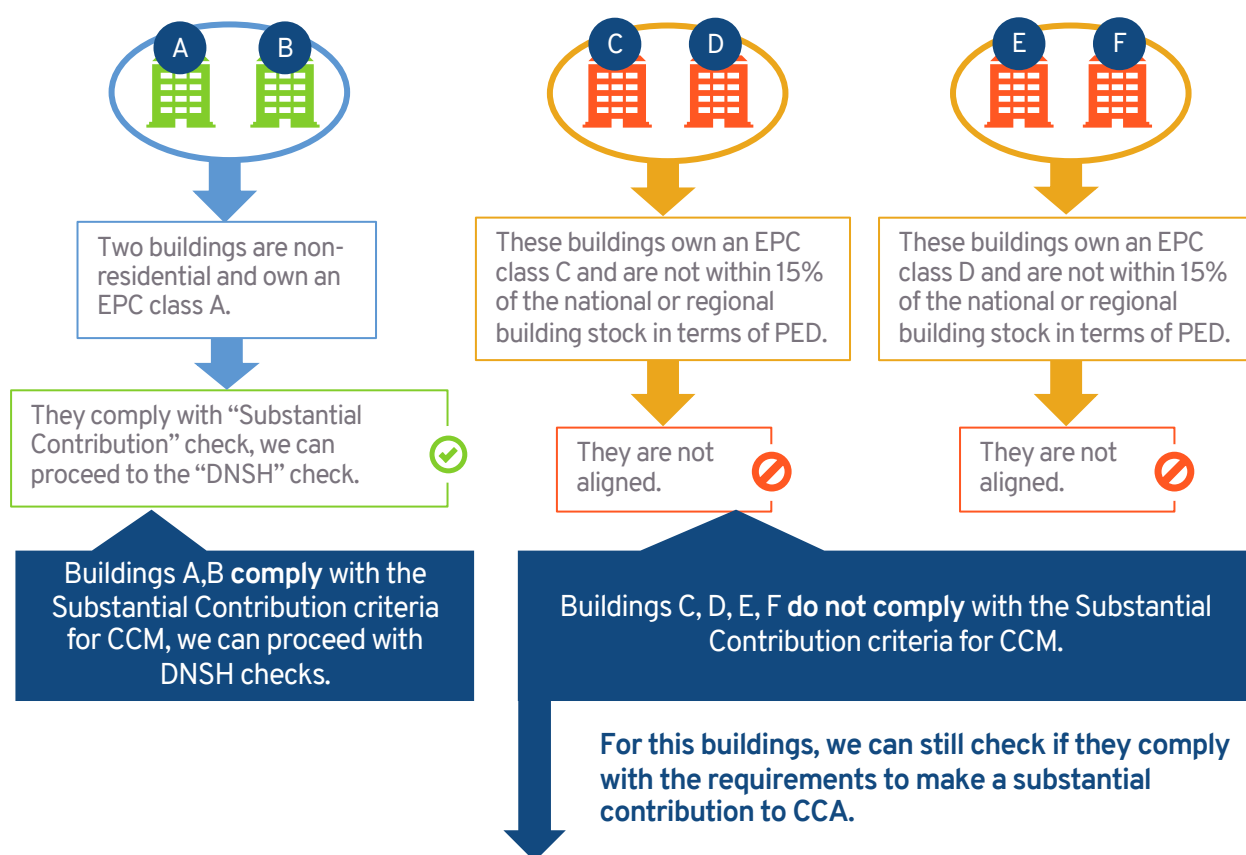 A
B
C
D
E
F
Two buildings are non-
residential and own an
EPC class A.
These buildings own an EPC
class C and are not within 15%
of the national or regional
building stock in terms of PED.
These buildings own an EPC
class D and are not within 15%
of the national or regional
building stock in terms of PED.
They comply with “Substantial
Contribution” check, we can
proceed to the “DNSH” check.
They are not
aligned.
They are not
aligned.
Buildings A,B comply with the
Substantial Contribution criteria
for CCM, we can proceed with
DNSH checks.
Buildings C, D, E, F do not comply with the Substantial
Contribution criteria for CCM.
For this buildings, we can still check if they comply
with the requirements to make a substantial
contribution to CCA.